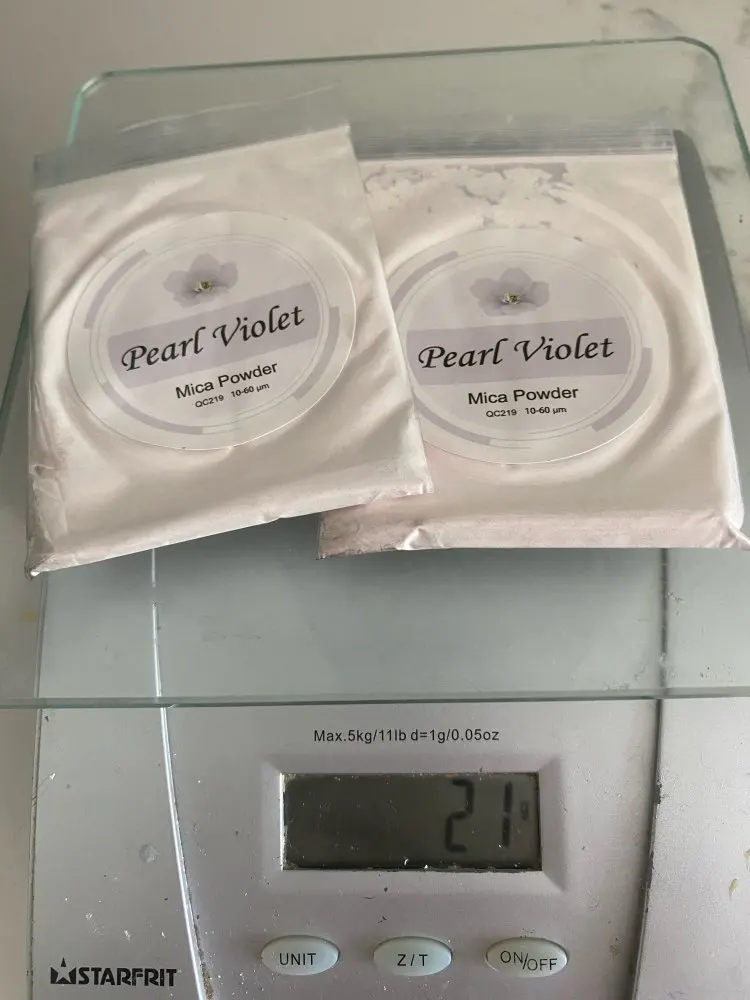 Pearl Violet
Mica Powder
QC219 10-60 µm
Pearl Violet
Mica Powder
QC219 10-60 µm
Max.5kg/11lb d=1g/0.05oz
21g
UNIT
Z/T
ON/OFF
STARFRIT